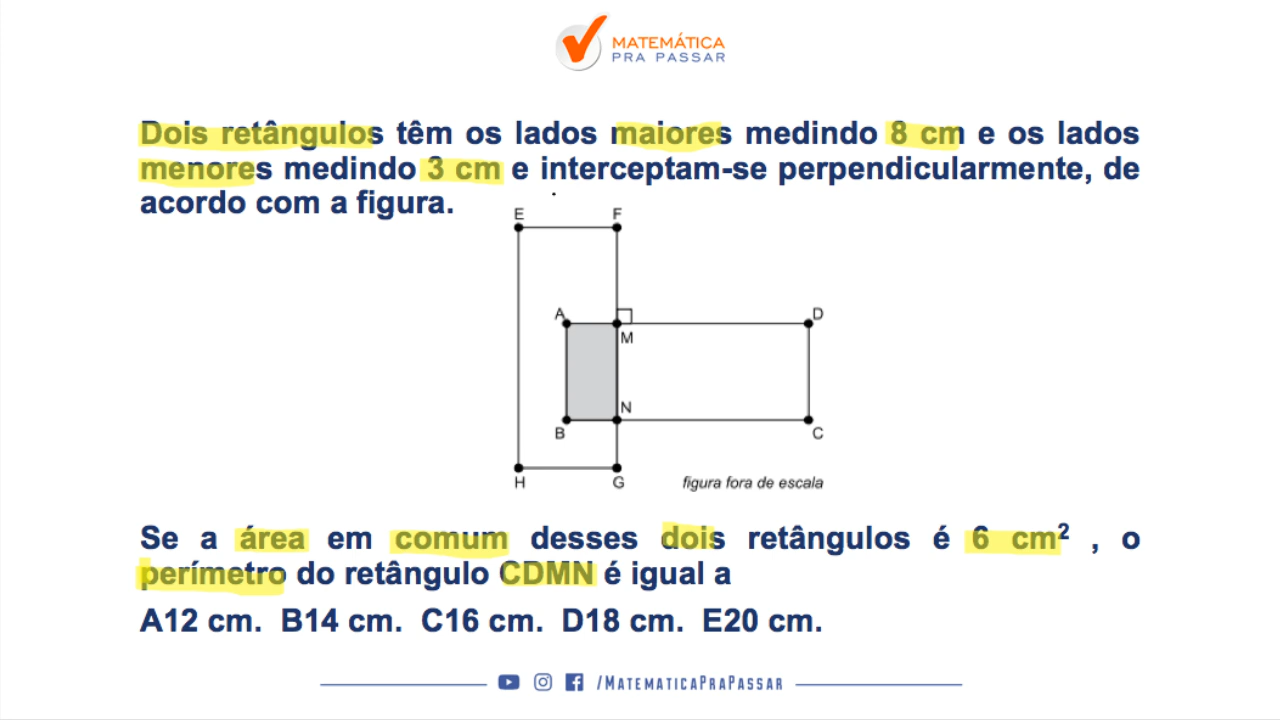 MATEMÁTICA
PRA PASSAR
Dois retângulos têm os lados maiores medindo 8 cm e os lados
menores medindo 3 cm e interceptam-se perpendicularmente, de
acordo com a figura.
E F
A D
M
N
B C
H G figura fora de escala
Se a área em comum desses dois retângulos é 6 cm² , o
perímetro do retângulo CDMN é igual a
A12 cm. B14 cm. C16 cm. D18 cm. E20 cm.
/MATEMATICAPRAPASSAR